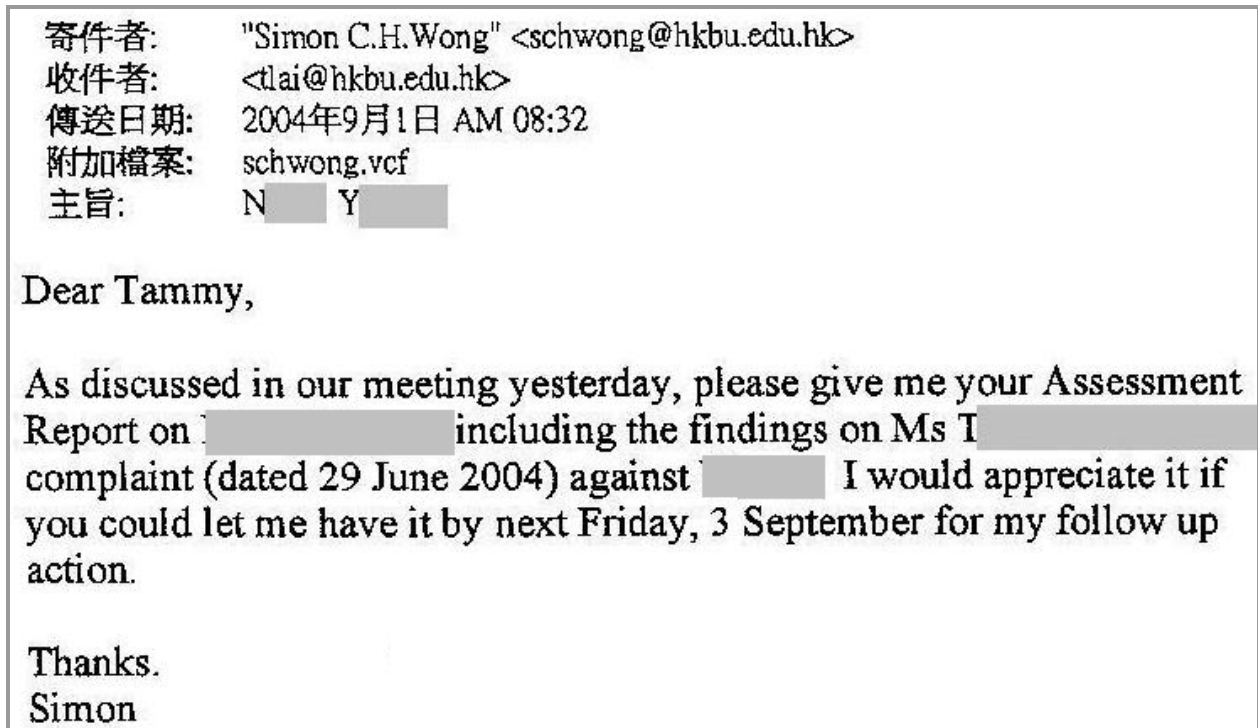 寄件者: "Simon C.H.Wong" <schwong@hkbu.edu.hk>
收件者: <tlai@hkbu.edu.hk>
傳送日期: 2004年9月1日 AM 08:32
附加檔案: schwong.vcf
主旨: N Y
Dear Tammy,
As discussed in our meeting yesterday, please give me your Assessment
Report on including the findings on Ms T
complaint (dated 29 June 2004) against I would appreciate it if
you could let me have it by next Friday, 3 September for my follow up
action.
Thanks.
Simon